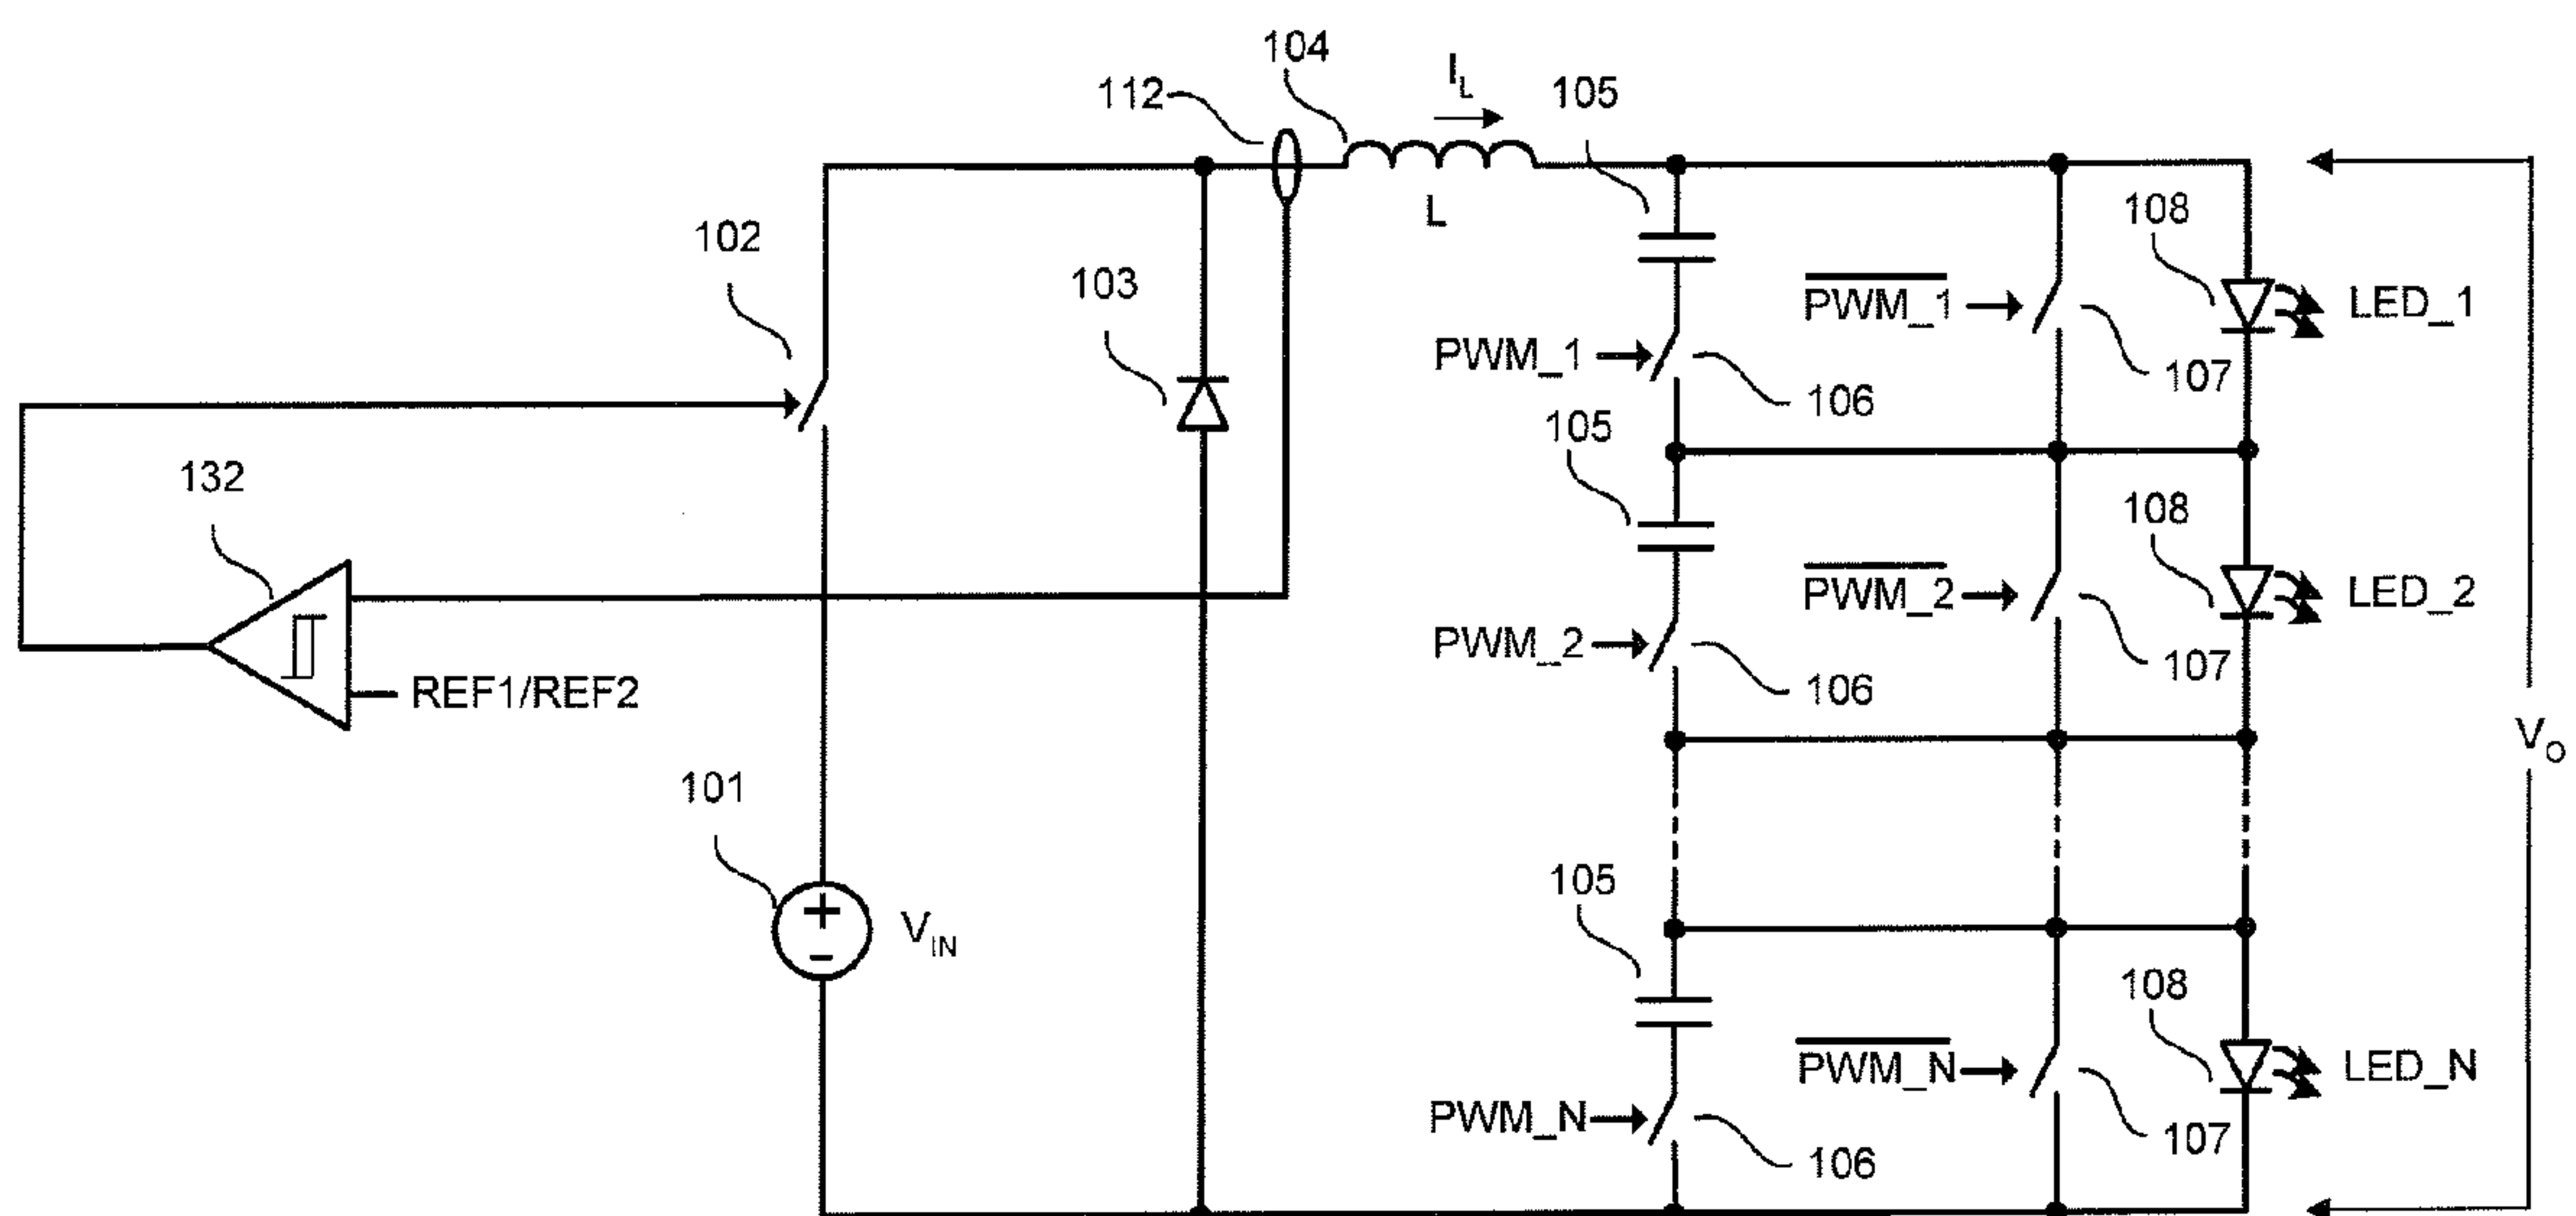 104
I_L
112
105
L
102
103
108
PWM_1
LED_1
PWM_1
107
106
105
132
108
PWM_2
LED_2
PWM_2
107
106
REF1/REF2
V_O
101
105
V_IN
108
PWM_N
LED_N
PWM_N
107
106